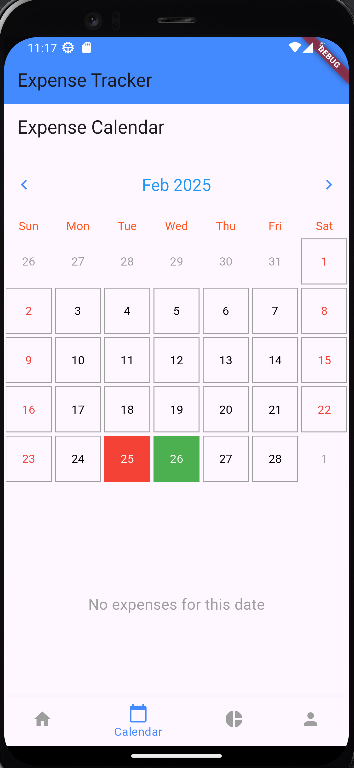 11:17
DEBUG
Expense Tracker
Expense Calendar
Feb 2025
Sun Mon Tue Wed Thu Fri Sat
26 27 28 29 30 31 1
2 3 4 5 6 7 8
9 10 11 12 13 14 15
16 17 18 19 20 21 22
23 24 25 26 27 28 1
No expenses for this date
Calendar